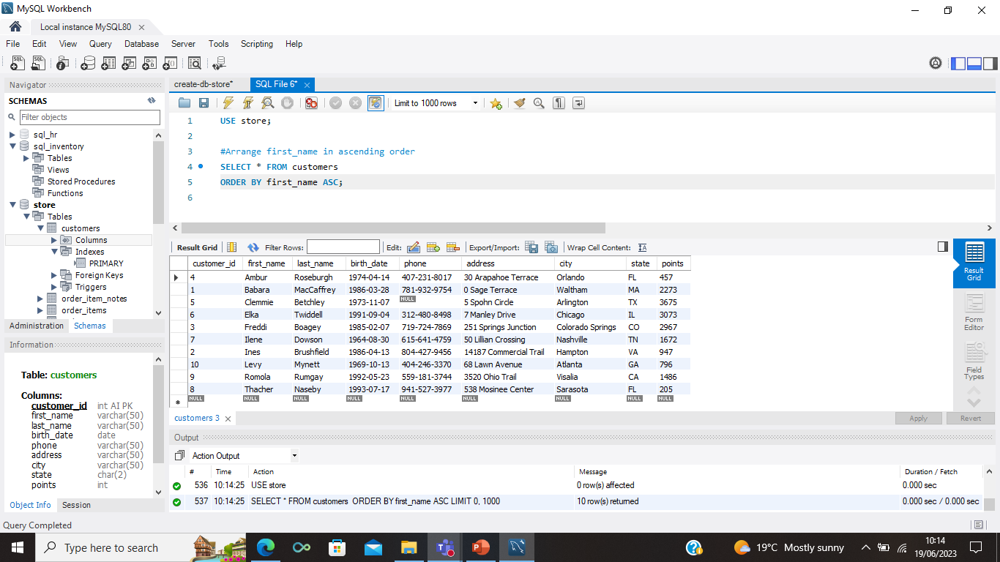 MySQL Workbench
Local instance MySQL80
File Edit View Query Database Server Tools Scripting Help
Navigator
SCHEMAS
Filter objects
sql_hr
sql_inventory
Tables
Views
Stored Procedures
Functions
store
Tables
customers
Columns
Indexes
PRIMARY
Foreign Keys
Triggers
order_item_notes
order_items
Administration Schemas
Information
Table: customers
Columns:
customer_id int AI PK
first_name varchar(50)
last_name varchar(50)
birth_date date
phone varchar(50)
address varchar(50)
city varchar(50)
state char(2)
points int
Object Info Session
create-db-store* SQL File 6*
Limit to 1000 rows
1 USE store;
2
3 #Arrange first_name in ascending order
4 SELECT * FROM customers
5 ORDER BY first_name ASC;
6
Result Grid Filter Rows: Edit: Export/Import: Wrap Cell Content:
customer_id first_name last_name birth_date phone address city state points
4 Ambur Roseburgh 1974-04-14 407-231-8017 30 Arapahoe Terrace Orlando FL 457
1 Babara MacCaffrey 1986-03-28 781-932-9754 0 Sage Terrace Waltham MA 2273
5 Clemmie Betchley 1973-11-07 NULL 5 Spohn Circle Arlington TX 3675
6 Elka Twiddell 1991-09-04 312-480-8498 7 Manley Drive Chicago IL 3073
3 Freddi Boagey 1985-02-07 719-724-7869 251 Springs Junction Colorado Springs CO 2967
7 Ilene Dowson 1964-08-30 615-641-4759 50 Lillian Crossing Nashville TN 1672
2 Ines Brushfield 1986-04-13 804-427-9456 14187 Commercial Trail Hampton VA 947
10 Levy Mynett 1969-10-13 404-246-3370 68 Lawn Avenue Atlanta GA 796
9 Romola Rumgay 1992-05-23 559-181-3744 3520 Ohio Trail Visalia CA 1486
8 Thacher Naseby 1993-07-17 941-527-3977 538 Mosinee Center Sarasota FL 205
NULL NULL NULL NULL NULL NULL NULL NULL NULL
Result
Grid
Form
Editor
Field
Types
customers 3
Apply Revert
Output
Action Output
# Time Action Message Duration / Fetch
536 10:14:25 USE store 0 row(s) affected 0.000 sec
537 10:14:25 SELECT * FROM customers ORDER BY first_name ASC LIMIT 0, 1000 10 row(s) returned 0.000 sec / 0.000 sec
Query Completed
Type here to search
19°C Mostly sunny
10:14
19/06/2023